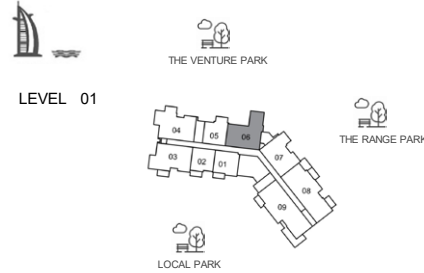 THE VENTURE PARK
LEVEL 01
THE RANGE PARK
04
05
06
03
02
01
07
08
09
LOCAL PARK